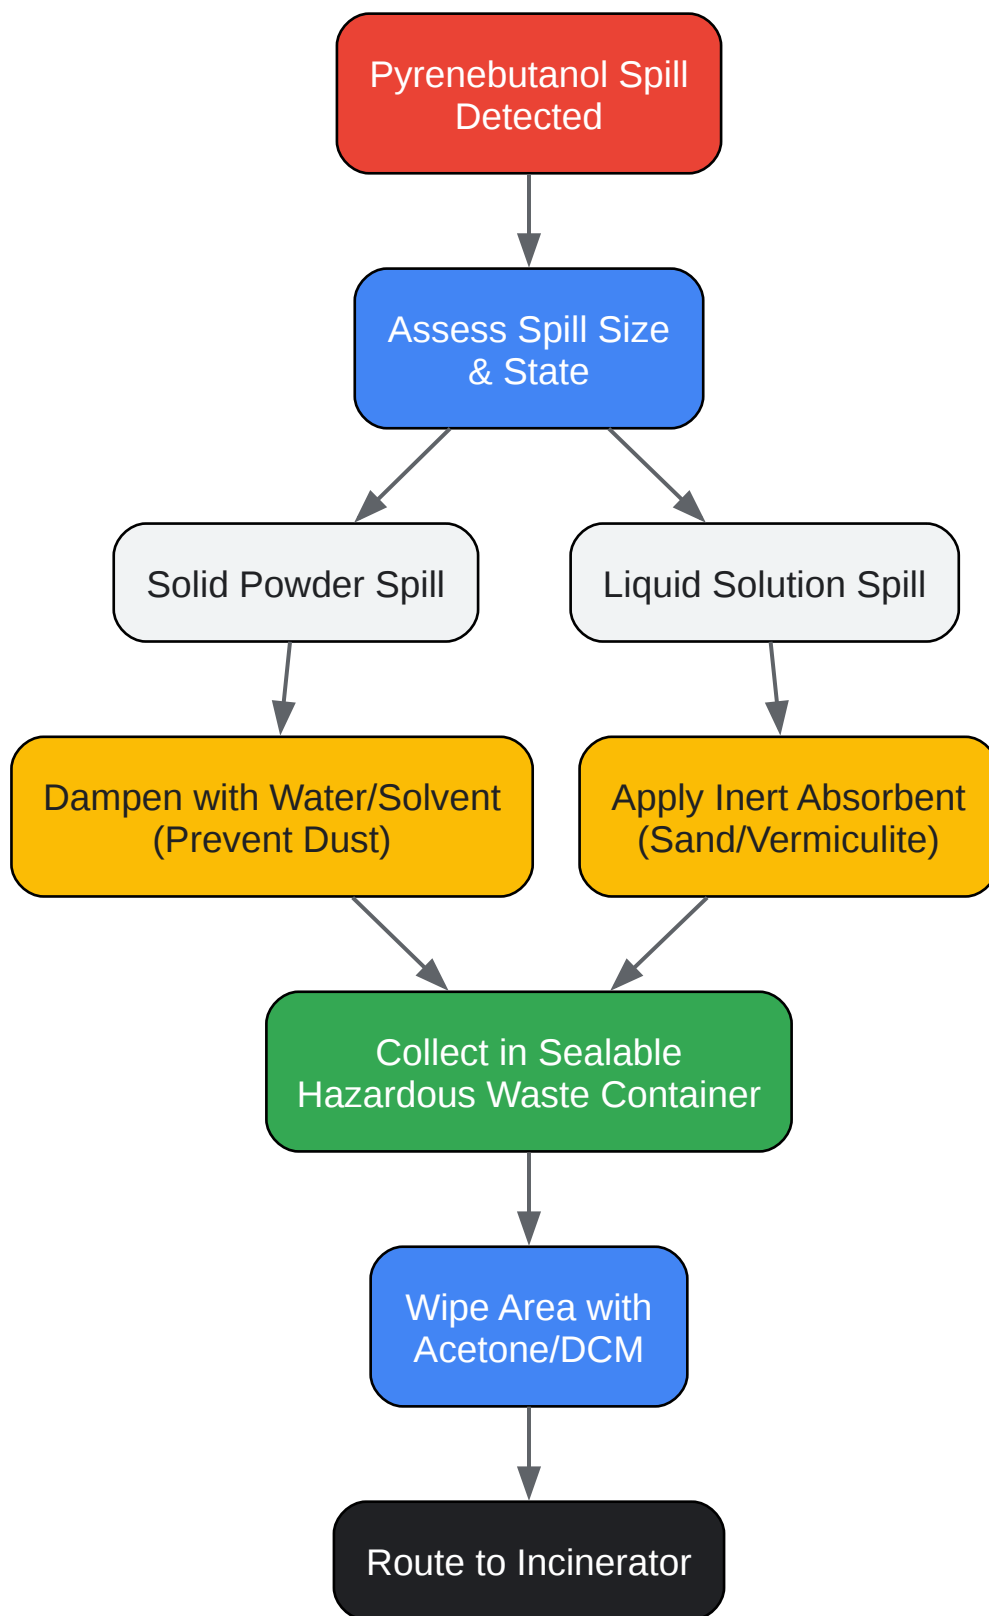 Pyrenebutanol Spill
Detected
Assess Spill Size
& State
Solid Powder Spill
Liquid Solution Spill
Dampen with Water/Solvent
(Prevent Dust)
Apply Inert Absorbent
(Sand/Vermiculite)
Collect in Sealable
Hazardous Waste Container
Wipe Area with
Acetone/DCM
Route to Incinerator